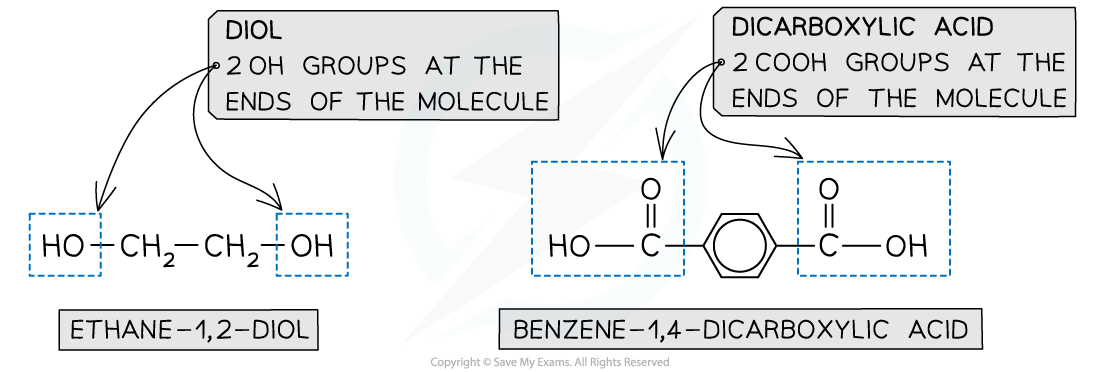 DIOL
2 OH GROUPS AT THE
ENDS OF THE MOLECULE
HO–CH2–CH2–OH
ETHANE–1,2–DIOL
DICARBOXYLIC ACID
2 COOH GROUPS AT THE
ENDS OF THE MOLECULE
O O
HO C C OH
BENZENE–1,4–DICARBOXYLIC ACID
Copyright © Save My Exams. All Rights Reserved